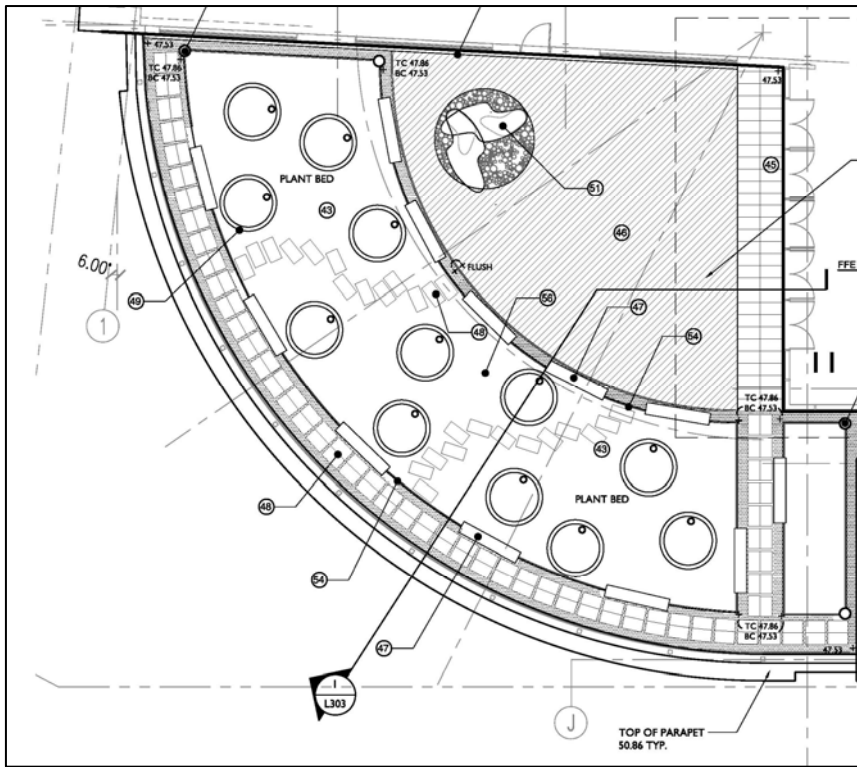 47.53
TC 47.86
BC 47.53
TC 47.86
BC 47.53
47.53
45
PLANT BED
43
51
46
FLUSH
FFE
6.00'
49
1
48
56
47
54
TC 47.86
BC 47.53
43
PLANT BED
48
54
47
TC 47.86
BC 47.53
47.53
1
L303
J
TOP OF PARAPET
50.86 TYP.